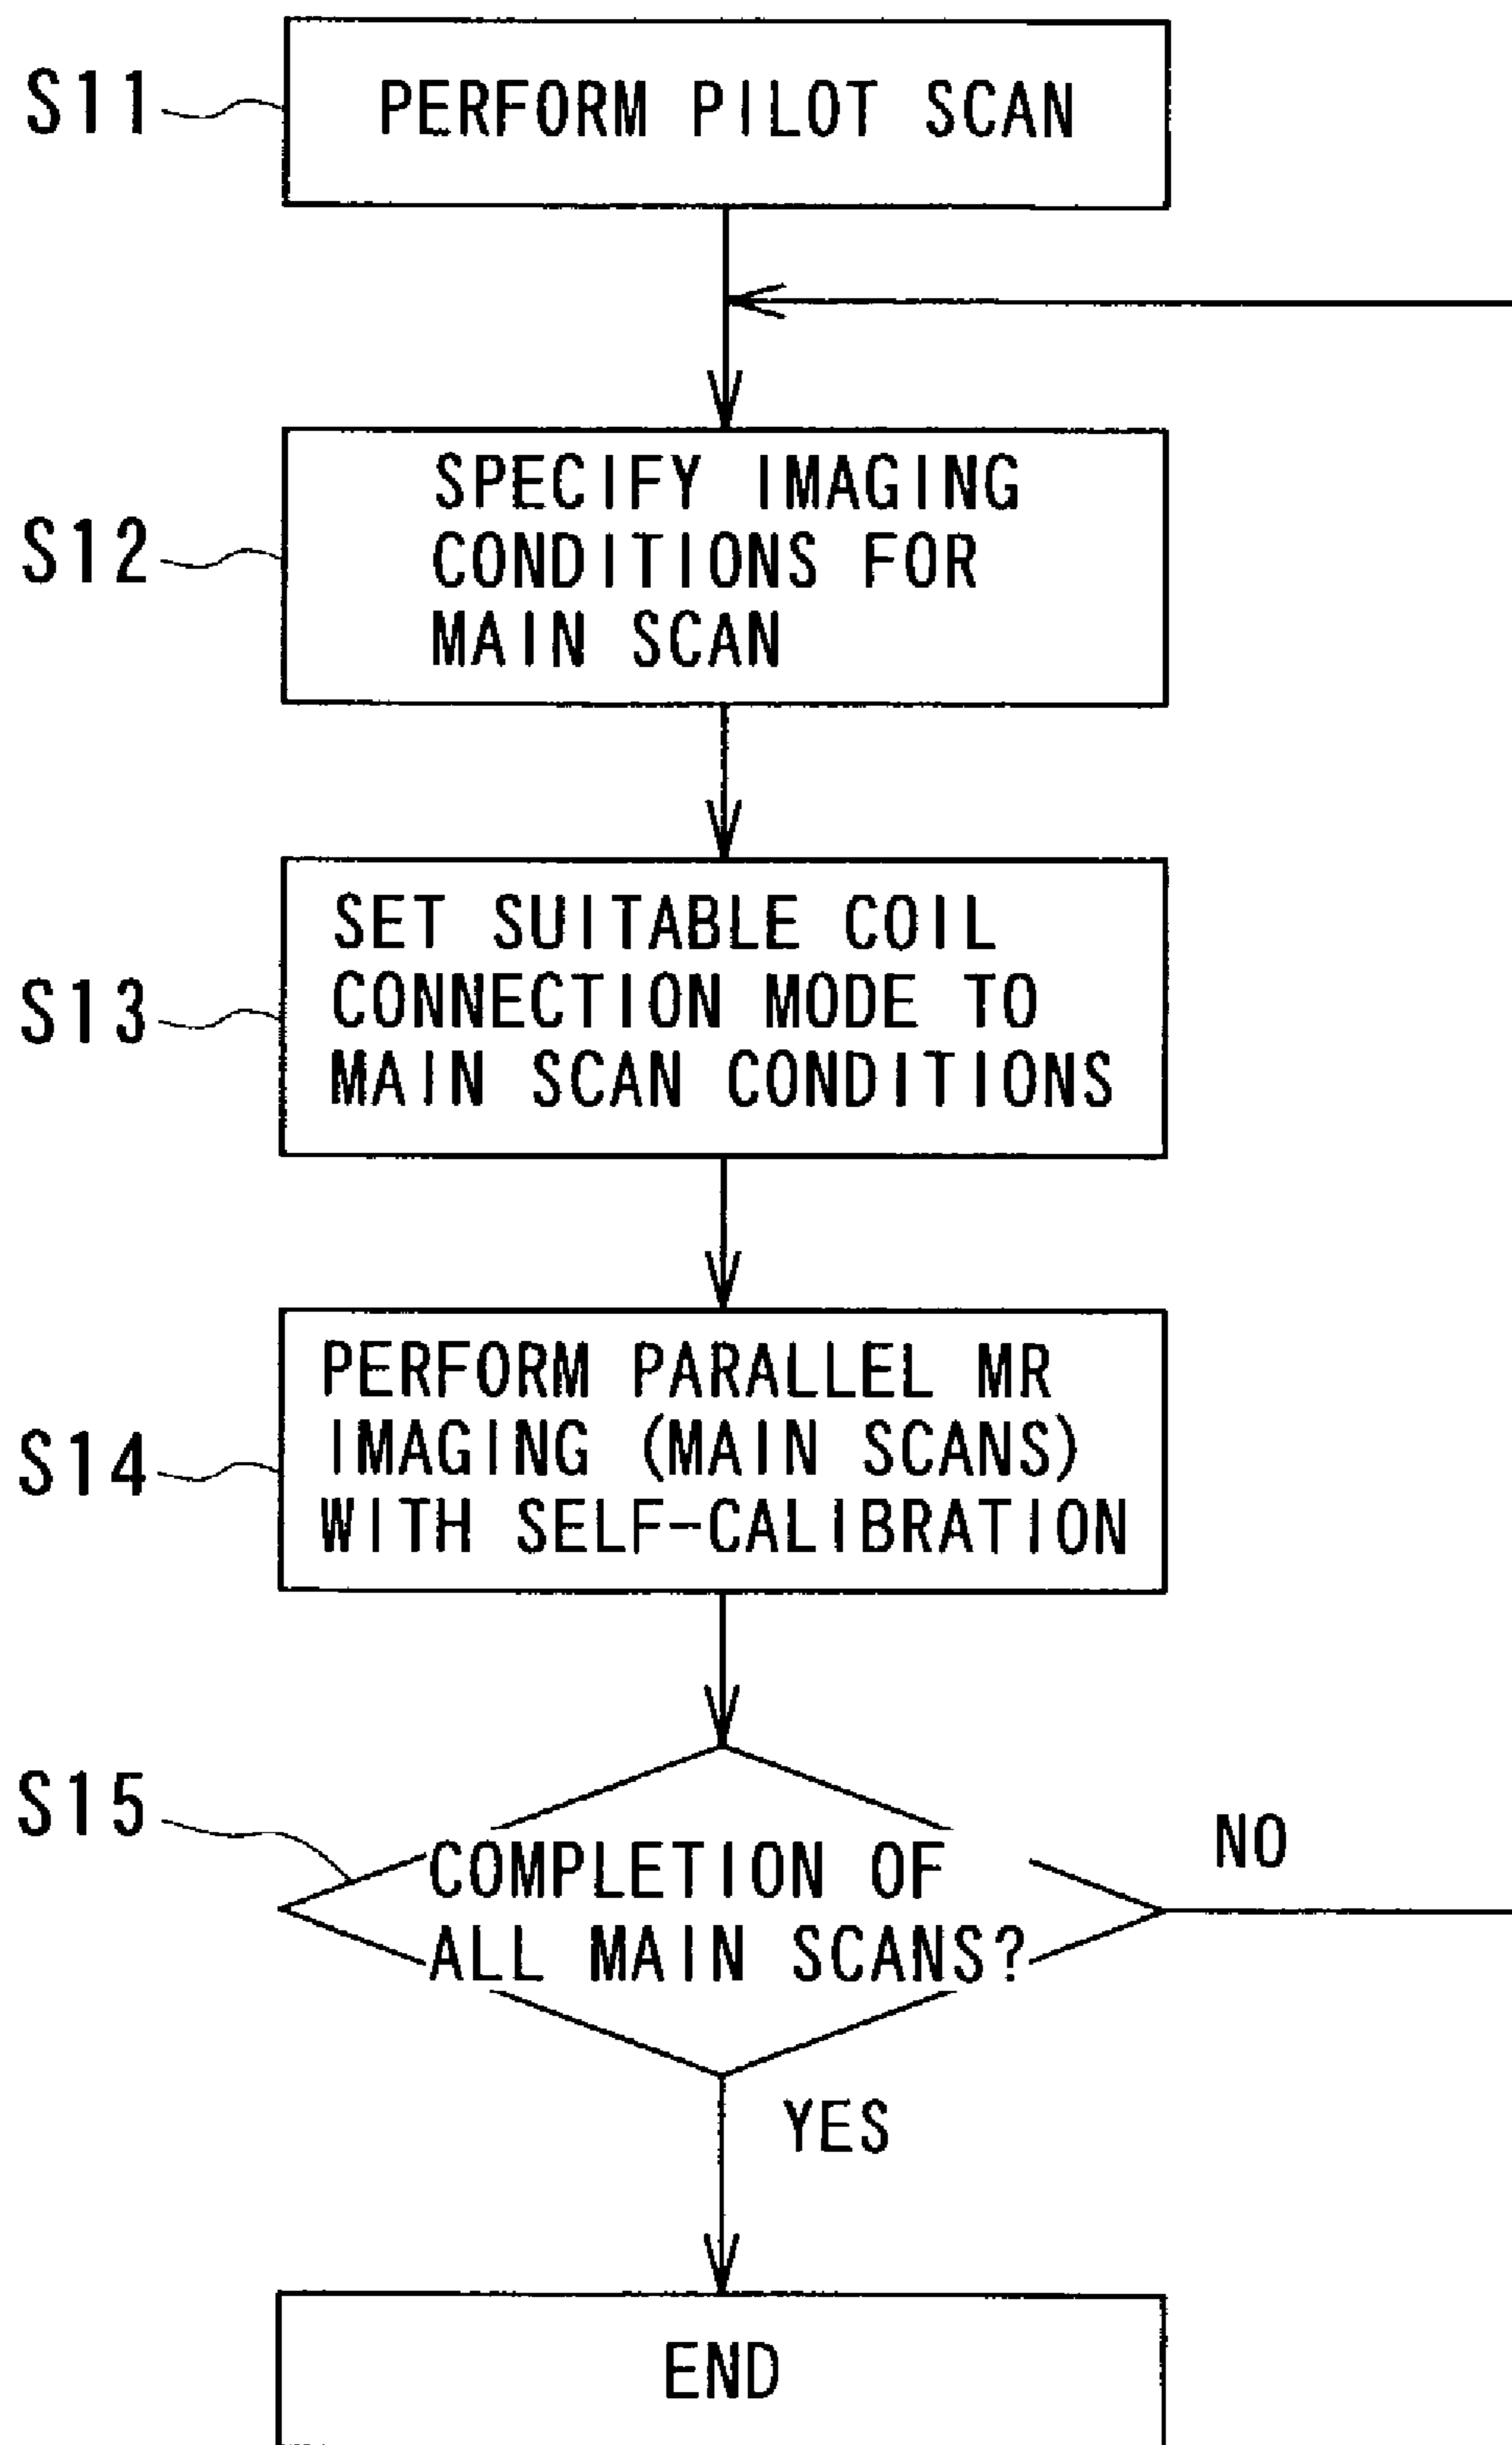 S11
PERFORM PILOT SCAN
S12
SPECIFY IMAGING
CONDITIONS FOR
MAIN SCAN
S13
SET SUITABLE COIL
CONNECTION MODE TO
MAIN SCAN CONDITIONS
S14
PERFORM PARALLEL MR
IMAGING (MAIN SCANS)
WITH SELF-CALIBRATION
S15
COMPLETION OF
ALL MAIN SCANS?
NO
YES
END